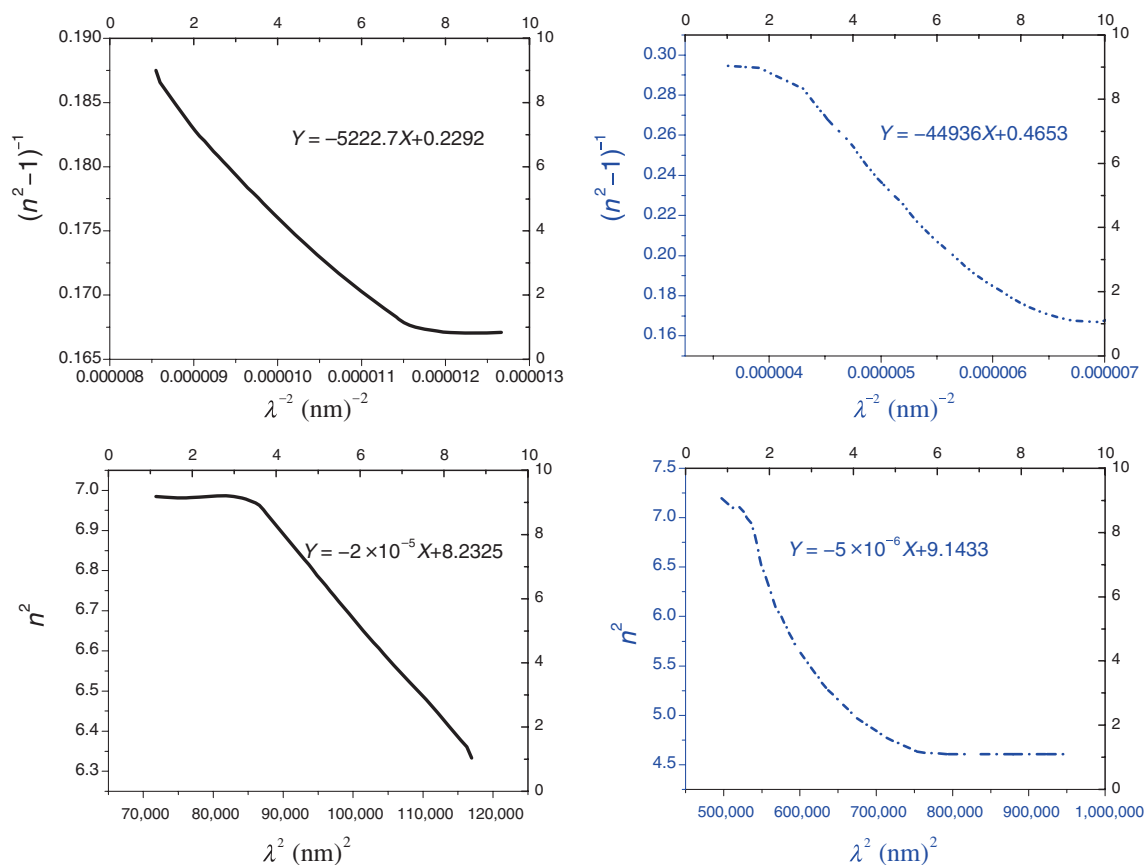 0 2 4 6 8 10
0.190
0.185
0.180
0.175
0.170
0.165
(n² – 1)⁻¹
Y = –5222.7X+0.2292
10
8
6
4
2
0
0.000008 0.000009 0.000010 0.000011 0.000012 0.000013
λ⁻² (nm)⁻²
0 2 4 6 8 10
0.30
0.28
0.26
0.24
0.22
0.20
0.18
0.16
(n² – 1)⁻¹
Y = –44936X+0.4653
10
8
6
4
2
0
0.000004 0.000005 0.000006 0.000007
λ⁻² (nm)⁻²
0 2 4 6 8 10
7.0
6.9
6.8
6.7
6.6
6.5
6.4
6.3
n²
Y = –2 ×10⁻⁵ X+8.2325
10
8
6
4
2
0
70,000 80,000 90,000 100,000 110,000 120,000
λ² (nm)²
0 2 4 6 8 10
7.5
7.0
6.5
6.0
5.5
5.0
4.5
n²
Y = –5 ×10⁻⁶ X+9.1433
10
8
6
4
2
0
500,000 600,000 700,000 800,000 900,000 1,000,000
λ² (nm)²